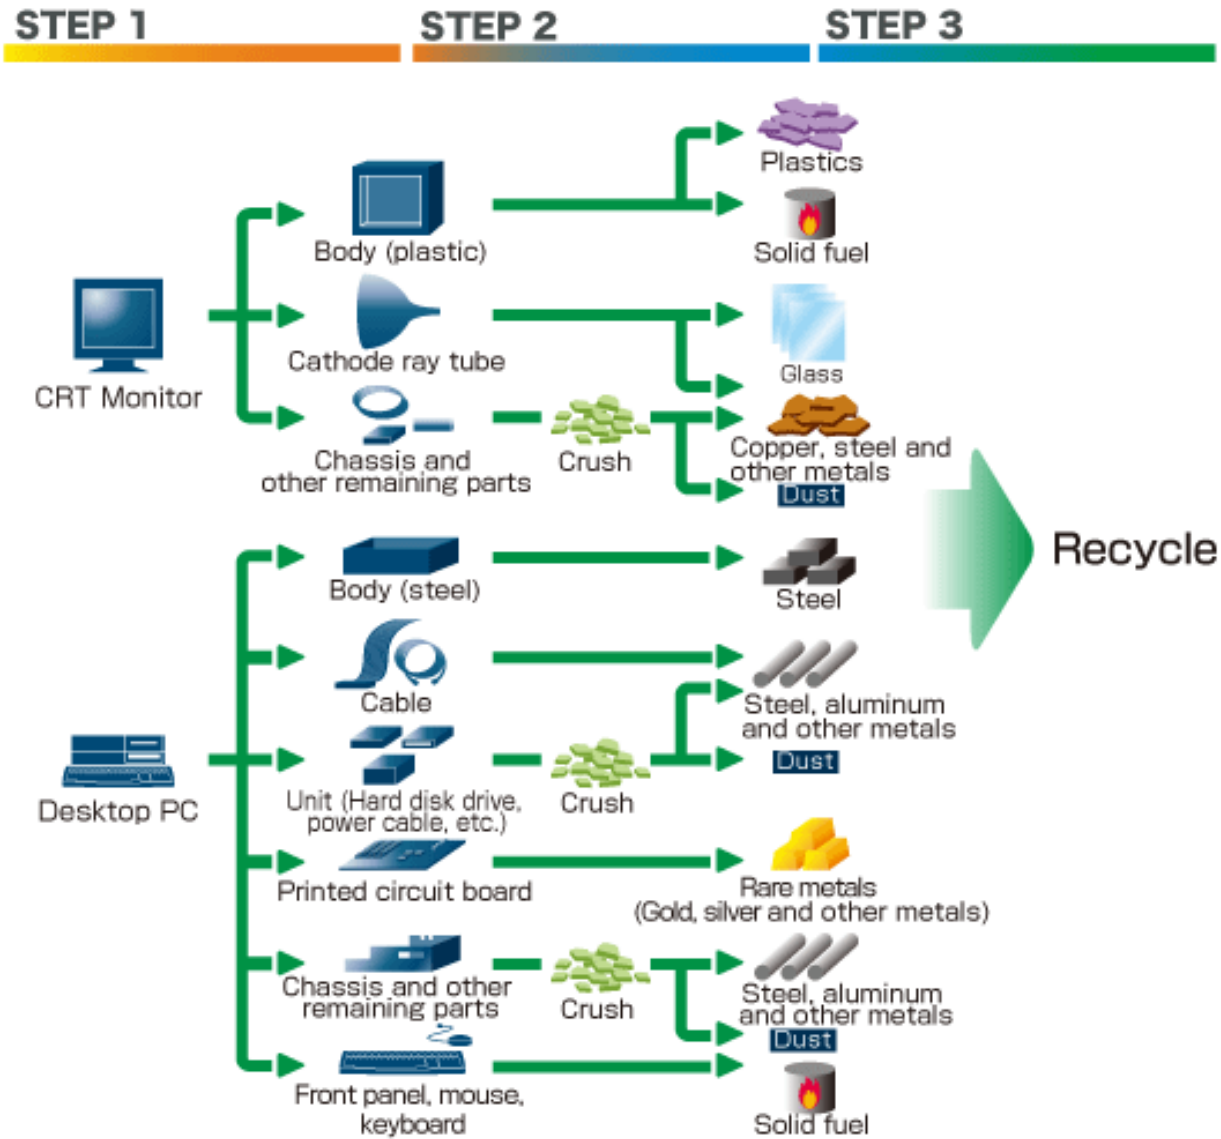 STEP 1
STEP 2
STEP 3
Plastics
Body (plastic)
Solid fuel
CRT Monitor
Cathode ray tube
Glass
Chassis and
other remaining parts
Crush
Copper, steel and
other metals
Dust
Recycle
Body (steel)
Steel
Cable
Steel, aluminum
and other metals
Desktop PC
Unit (Hard disk drive,
power cable, etc.)
Crush
Dust
Printed circuit board
Rare metals
(Gold, silver and other metals)
Chassis and other
remaining parts
Crush
Steel, aluminum
and other metals
Dust
Front panel, mouse,
keyboard
Solid fuel